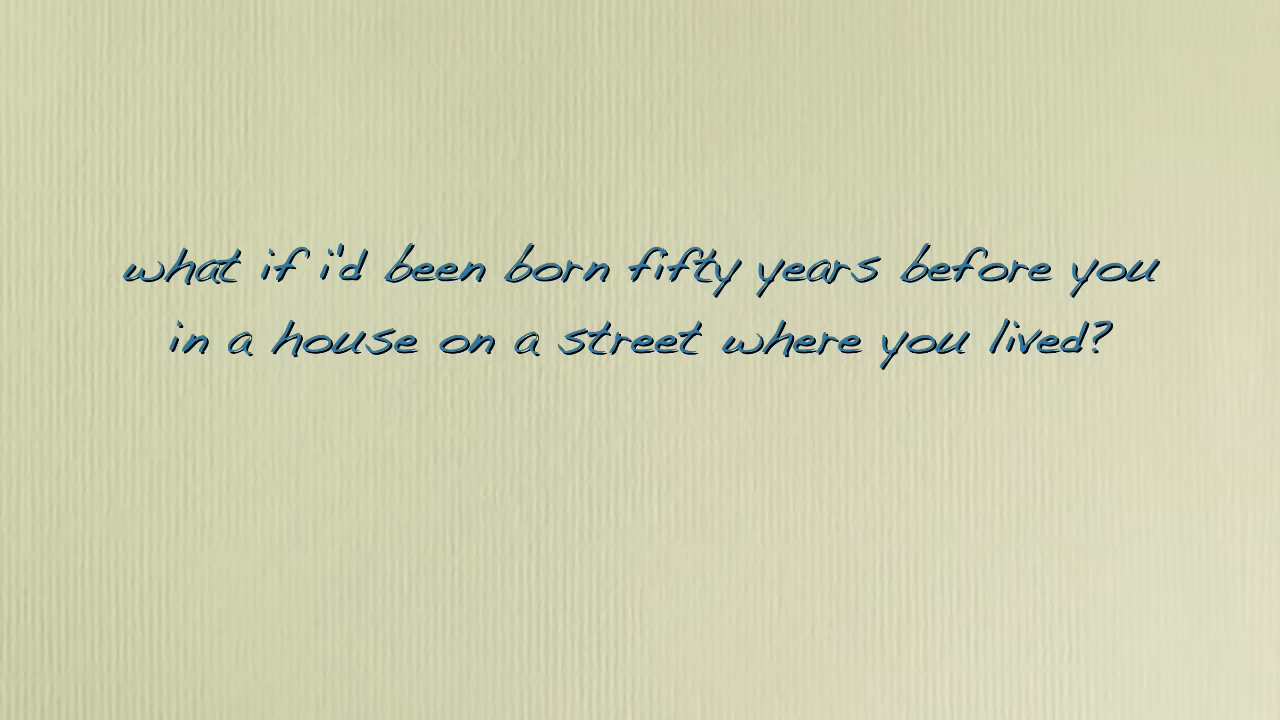 what if i'd been born fifty years before you
in a house on a street where you lived?